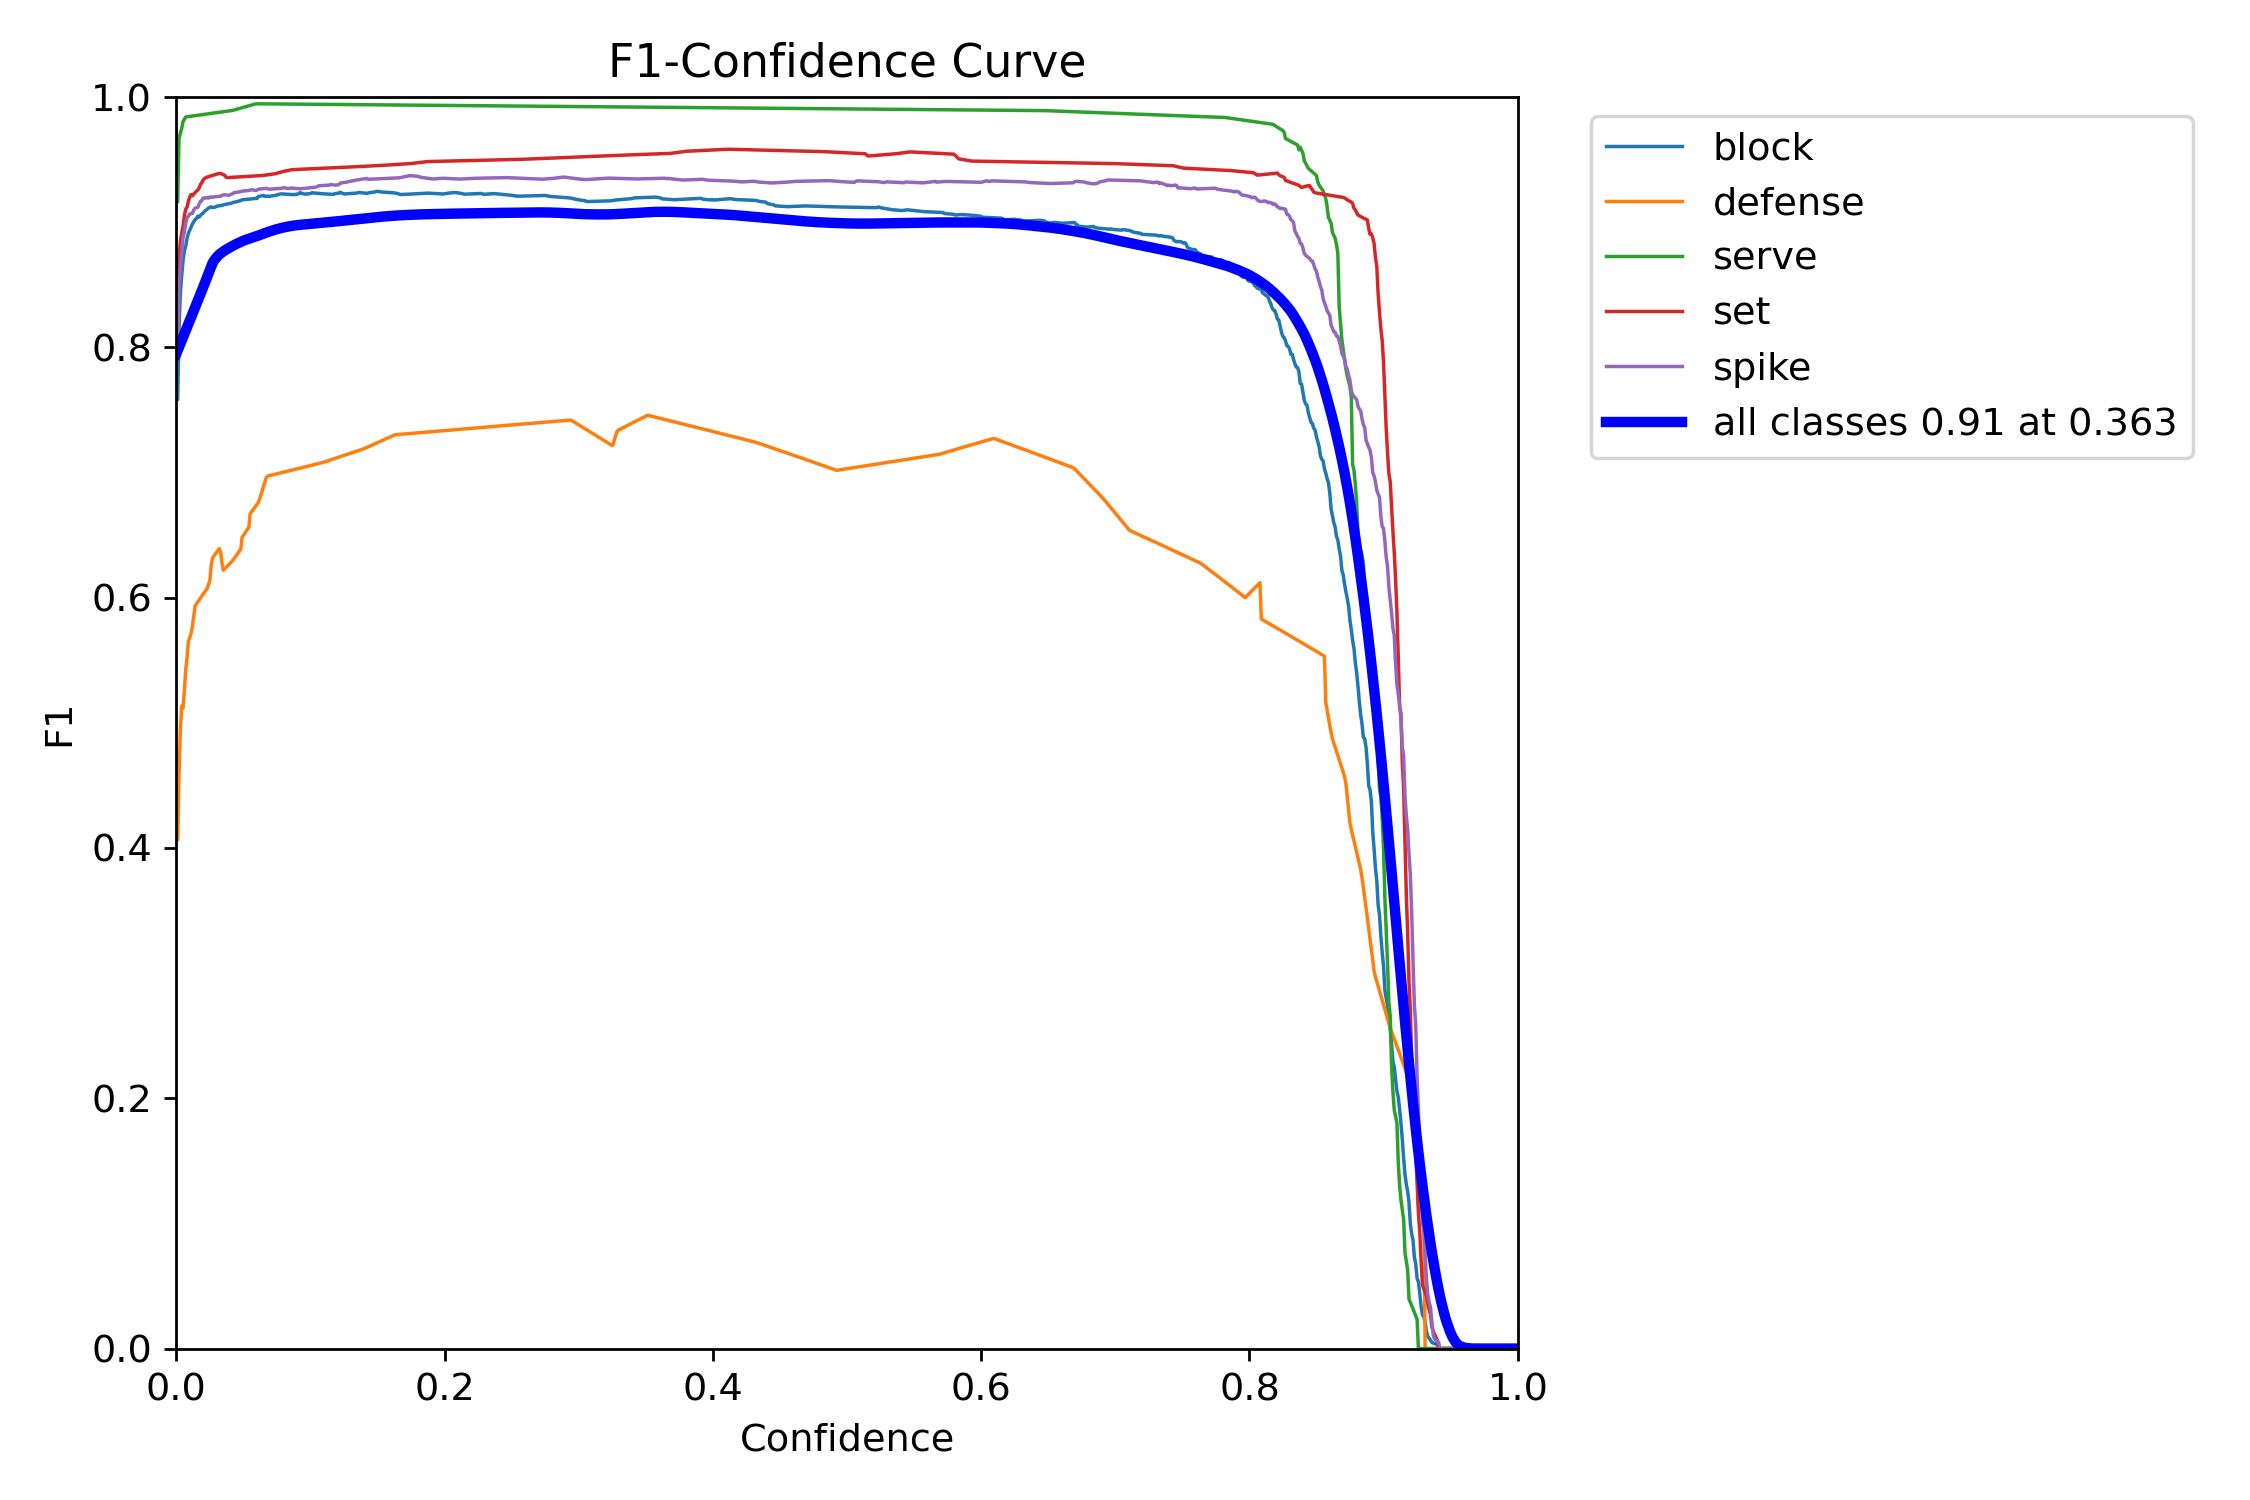 F1-Confidence Curve
1.0
0.8
0.6
0.4
0.2
0.0
F1
0.0 0.2 0.4 0.6 0.8 1.0
Confidence
block
defense
serve
set
spike
all classes 0.91 at 0.363